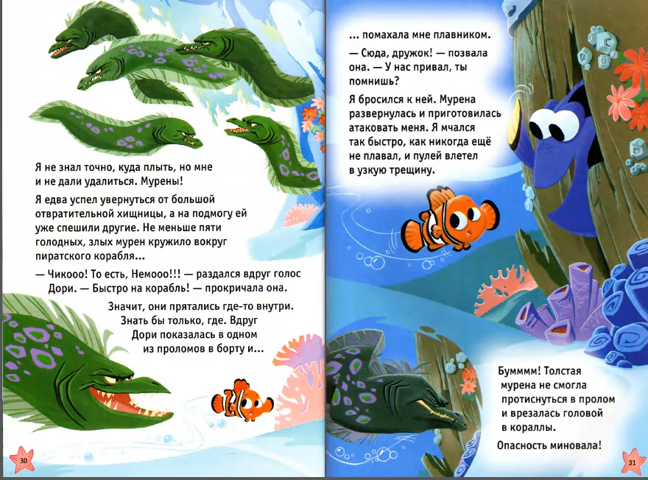 Я не знал точно, куда плыть, но мне
и не дали удалиться. Мурены!
Я едва успел увернуться от большой
отвратительной хищницы, а на подмогу ей
уже спешили другие. Не меньше пяти
голодных, злых мурен кружило вокруг
пиратского корабля...
— Чикооо! То есть, Немооо!!! — раздался вдруг голос
Дори. — Быстро на корабль! — прокричала она.
Значит, они прятались где-то внутри.
Знать бы только, где. Вдруг
Дори показалась в одном
из проломов в борту и...
30
... помахала мне плавником.
— Сюда, дружок! — позвала
она. — У нас привал, ты
помнишь?
Я бросился к ней. Мурена
развернулась и приготовилась
атаковать меня. Я мчался
так быстро, как никогда ещё
не плавал, и пулей влетел
в узкую трещину.
Бумммм! Толстая
мурена не смогла
протиснуться в пролом
и врезалась головой
в кораллы.
Опасность миновала!
31